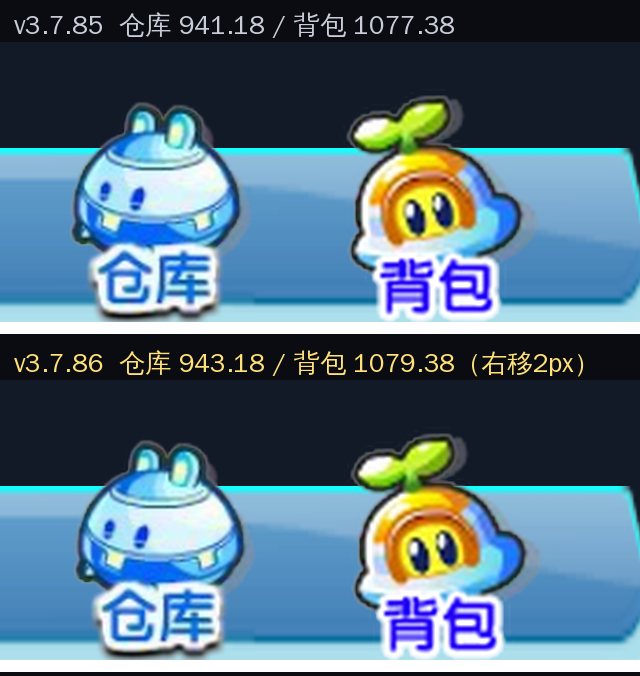 v3.7.85 仓库 941.18 / 背包 1077.38
仓库 背包
v3.7.86 仓库 943.18 / 背包 1079.38（右移2px）
仓库 背包